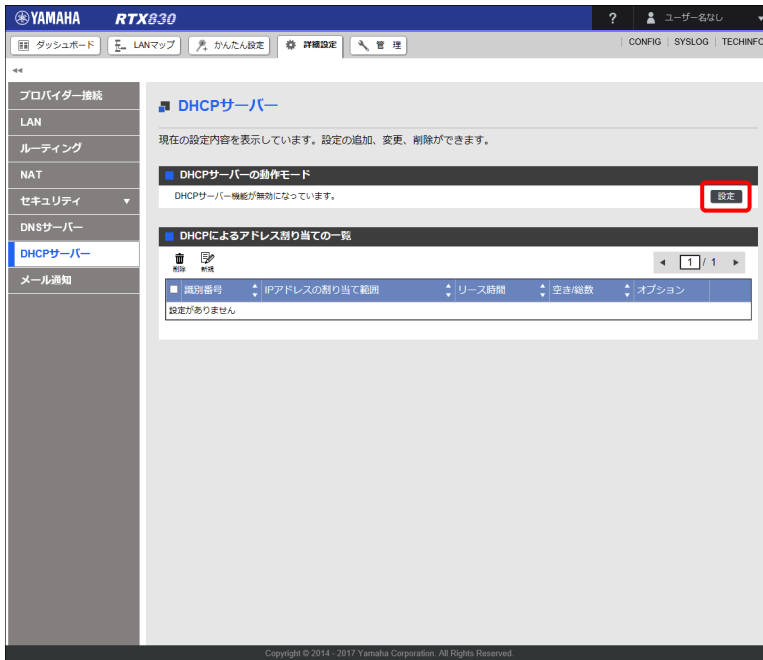 YAMAHA RTX830 ? ユーザー名なし
ダッシュボード LANマップ かんたん設定 詳細設定 管 理 CONFIG SYSLOG TECHINFO
プロバイダー接続
LAN
ルーティング
NAT
セキュリティ
DNSサーバー
DHCPサーバー
メール通知
DHCPサーバー
現在の設定内容を表示しています。設定の追加、変更、削除ができます。
DHCPサーバーの動作モード
DHCPサーバー機能が無効になっています。 設定
DHCPによるアドレス割り当ての一覧
削除 新規 1 / 1
識別番号 IPアドレスの割り当て範囲 リース時間 空き/総数 オプション
設定がありません
Copyright © 2014 - 2017 Yamaha Corporation. All Rights Reserved.